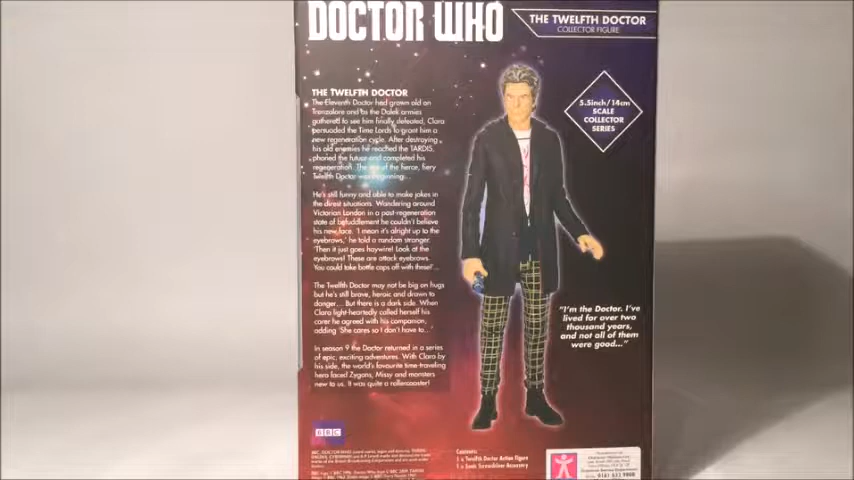 DOCTOR WHO
THE TWELFTH DOCTOR
COLLECTOR FIGURE
5.5inch/14cm
SCALE
COLLECTOR
SERIES
THE TWELFTH DOCTOR
The Eleventh Doctor had grown old on
Trenzalore and as the Dalek armies
gathered to see him finally defeated, Clara
persuaded the Time Lords to grant him a
new regeneration cycle. After destroying
his old enemies he reached the TARDIS,
phoned the future and completed his
regeneration. The era of the fierce, fiery
Twelfth Doctor was beginning...
He's still funny and able to make jokes in
the direst situations. Wandering around
Victorian London in a post-regeneration
state of befuddlement he couldn't believe
his new face. 'I mean it's alright up to the
eyebrows,' he told a random stranger.
'Then it just goes haywire! Look at the
eyebrows! These are attack eyebrows.
You could take bottle caps off with these!'...
The Twelfth Doctor may not be big on hugs
but he's still brave, heroic and drawn to
danger... But there is a dark side. When
Clara light-heartedly called herself his
carer he agreed with his companion,
adding 'She cares so I don't have to...'
In season 9 the Doctor returned in a series
of epic, exciting adventures. With Clara by
his side, the world's favourite time-traveling
hero faced Zygons, Missy and monsters
new to us. It was quite a rollercoaster!
"I'm the Doctor. I've
lived for over two
thousand years,
and not all of them
were good..."
BBC
Contents:
1 x Twelfth Doctor Action Figure
1 x Sonic Screwdriver Accessory
0161 633 9800